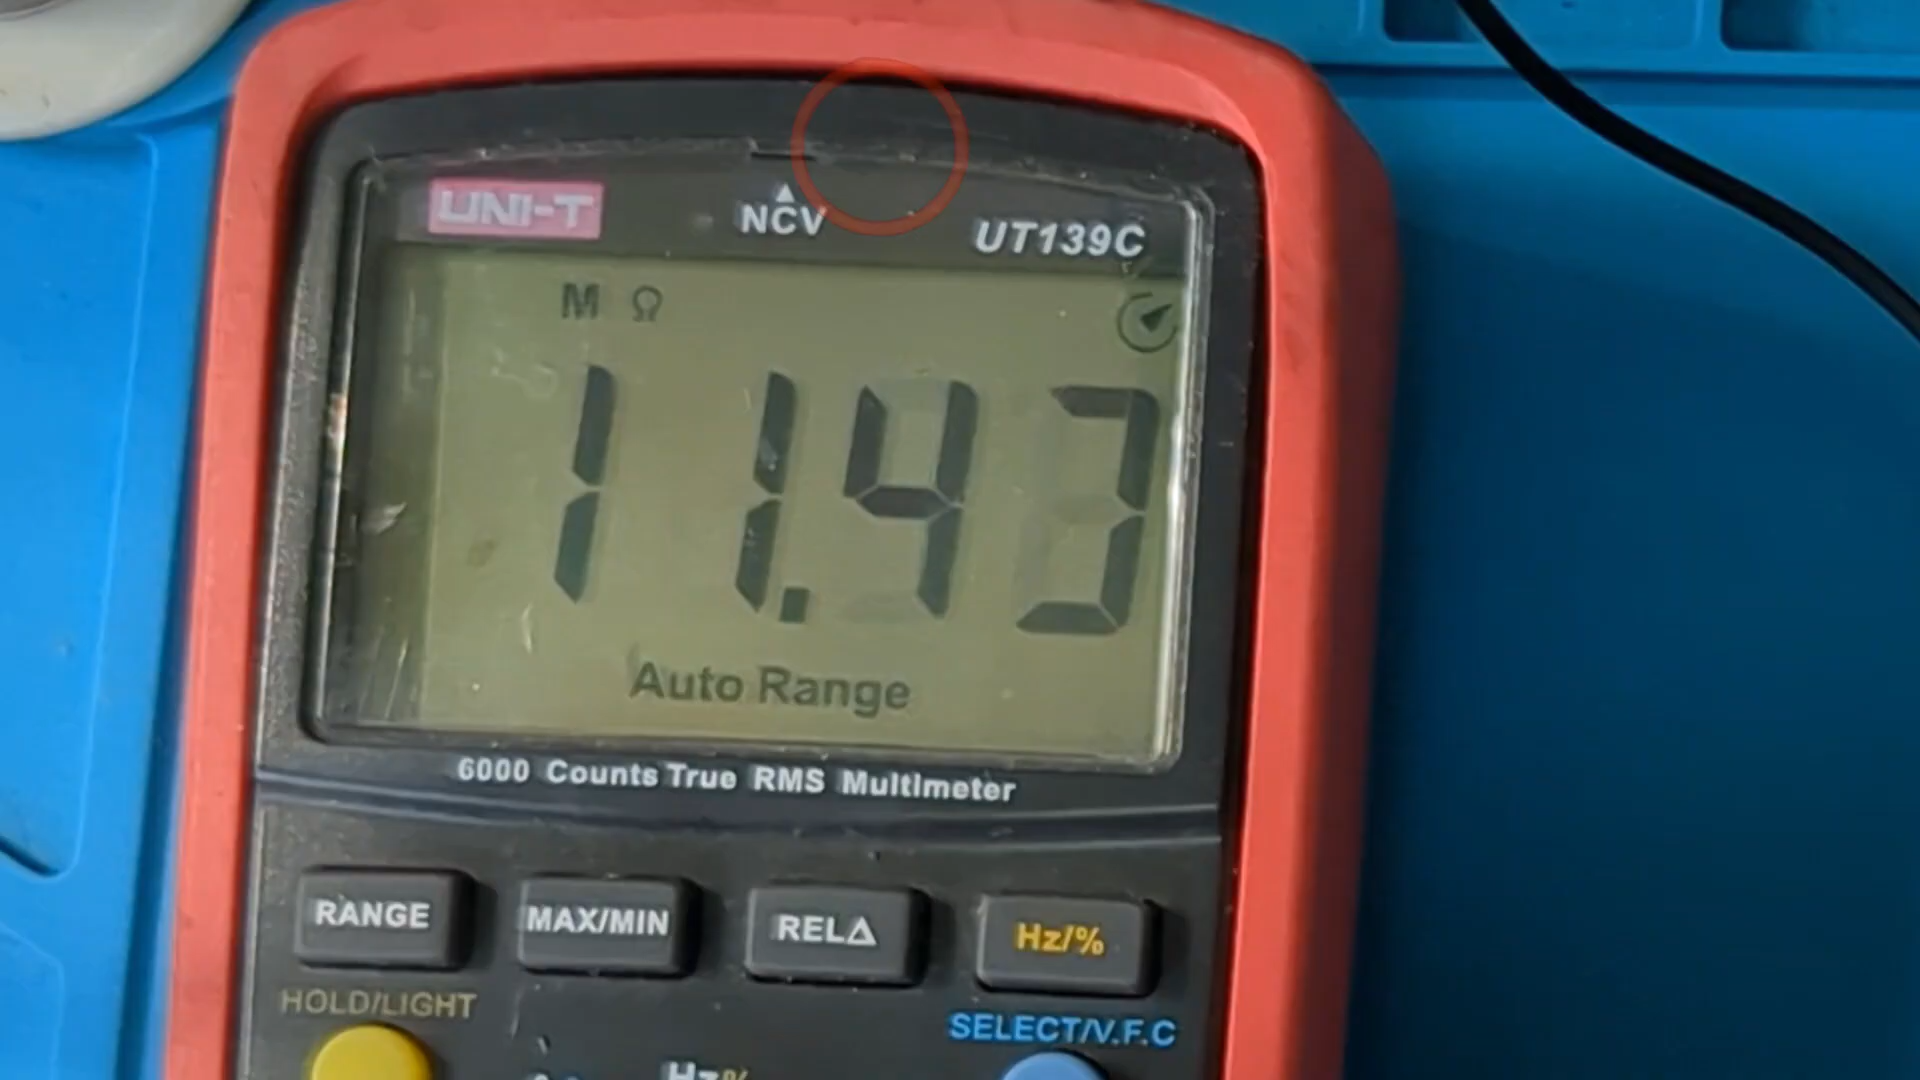 UNI-T
NCV
UT139C
M Ω
11.43
Auto Range
6000 Counts True RMS Multimeter
RANGE
MAX/MIN
REL△
Hz/%
HOLD/LIGHT
SELECT/V.F.C
Hz%